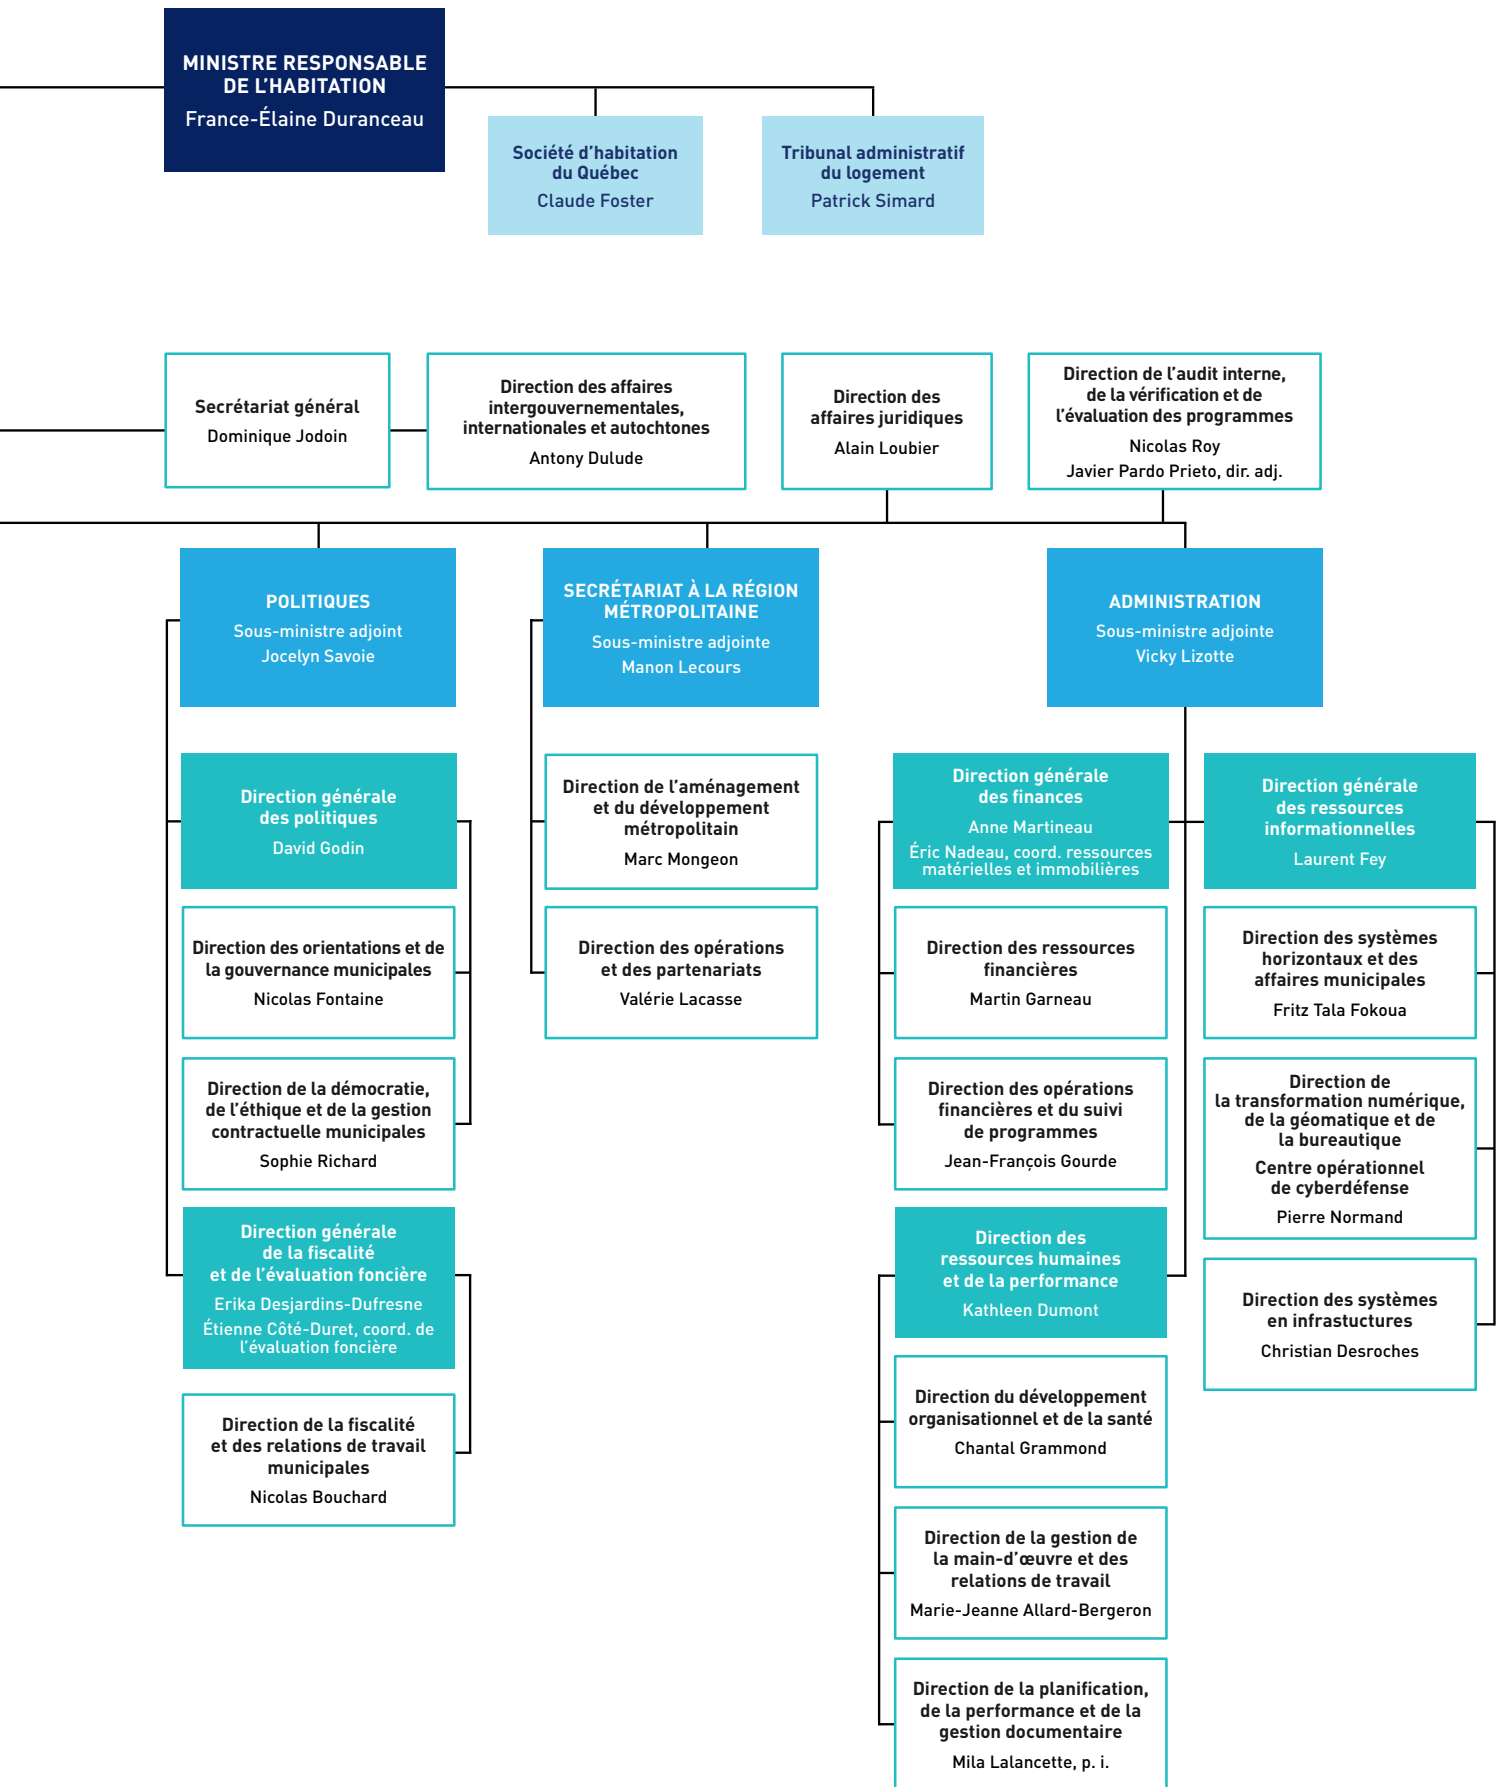 MINISTRE RESPONSABLE
DE L’HABITATION
France-Élaine Duranceau
Société d’habitation
du Québec
Claude Foster
Tribunal administratif
du logement
Patrick Simard
Secrétariat général
Dominique Jodoin
Direction des affaires
intergouvernementales,
internationales et autochtones
Antony Dulude
Direction des
affaires juridiques
Alain Loubier
Direction de l’audit interne,
de la vérification et de
l’évaluation des programmes
Nicolas Roy
Javier Pardo Prieto, dir. adj.
POLITIQUES
Sous-ministre adjoint
Jocelyn Savoie
SECRÉTARIAT À LA RÉGION
MÉTROPOLITAINE
Sous-ministre adjointe
Manon Lecours
ADMINISTRATION
Sous-ministre adjointe
Vicky Lizotte
Direction générale
des politiques
David Godin
Direction des orientations et de
la gouvernance municipales
Nicolas Fontaine
Direction de la démocratie,
de l’éthique et de la gestion
contractuelle municipales
Sophie Richard
Direction générale
de la fiscalité
et de l’évaluation foncière
Erika Desjardins-Dufresne
Étienne Côté-Duret, coord. de
l’évaluation foncière
Direction de la fiscalité
et des relations de travail
municipales
Nicolas Bouchard
Direction de l’aménagement
et du développement
métropolitain
Marc Mongeon
Direction des opérations
et des partenariats
Valérie Lacasse
Direction générale
des finances
Anne Martineau
Éric Nadeau, coord. ressources
matérielles et immobilières
Direction des ressources
financières
Martin Garneau
Direction des opérations
financières et du suivi
de programmes
Jean-François Gourde
Direction des
ressources humaines
et de la performance
Kathleen Dumont
Direction du développement
organisationnel et de la santé
Chantal Grammond
Direction de la gestion de
la main-d’œuvre et des
relations de travail
Marie-Jeanne Allard-Bergeron
Direction de la planification,
de la performance et de la
gestion documentaire
Mila Lalancette, p. i.
Direction générale
des ressources
informationnelles
Laurent Fey
Direction des systèmes
horizontaux et des
affaires municipales
Fritz Tala Fokoua
Direction de
la transformation numérique,
de la géomatique et de
la bureautique
Centre opérationnel
de cyberdéfense
Pierre Normand
Direction des systèmes
en infrastuctures
Christian Desroches